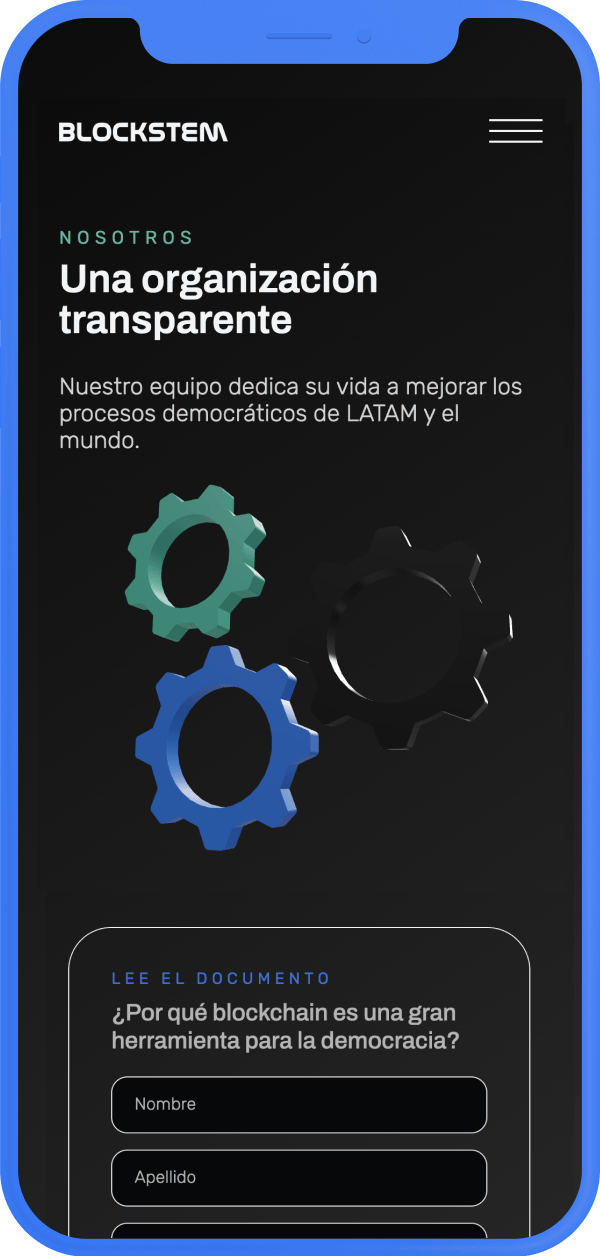 BLOCKSTEM
NOSOTROS
Una organización
transparente
Nuestro equipo dedica su vida a mejorar los
procesos democráticos de LATAM y el
mundo.
LEE EL DOCUMENTO
¿Por qué blockchain es una gran
herramienta para la democracia?
Nombre
Apellido